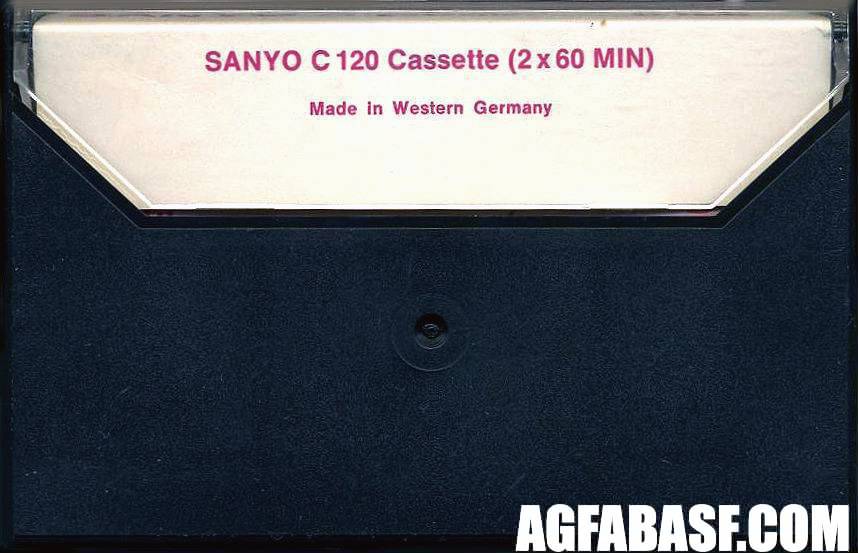 SANYO C 120 Cassette (2 x 60 MIN)
Made in Western Germany
AGFABASF.COM